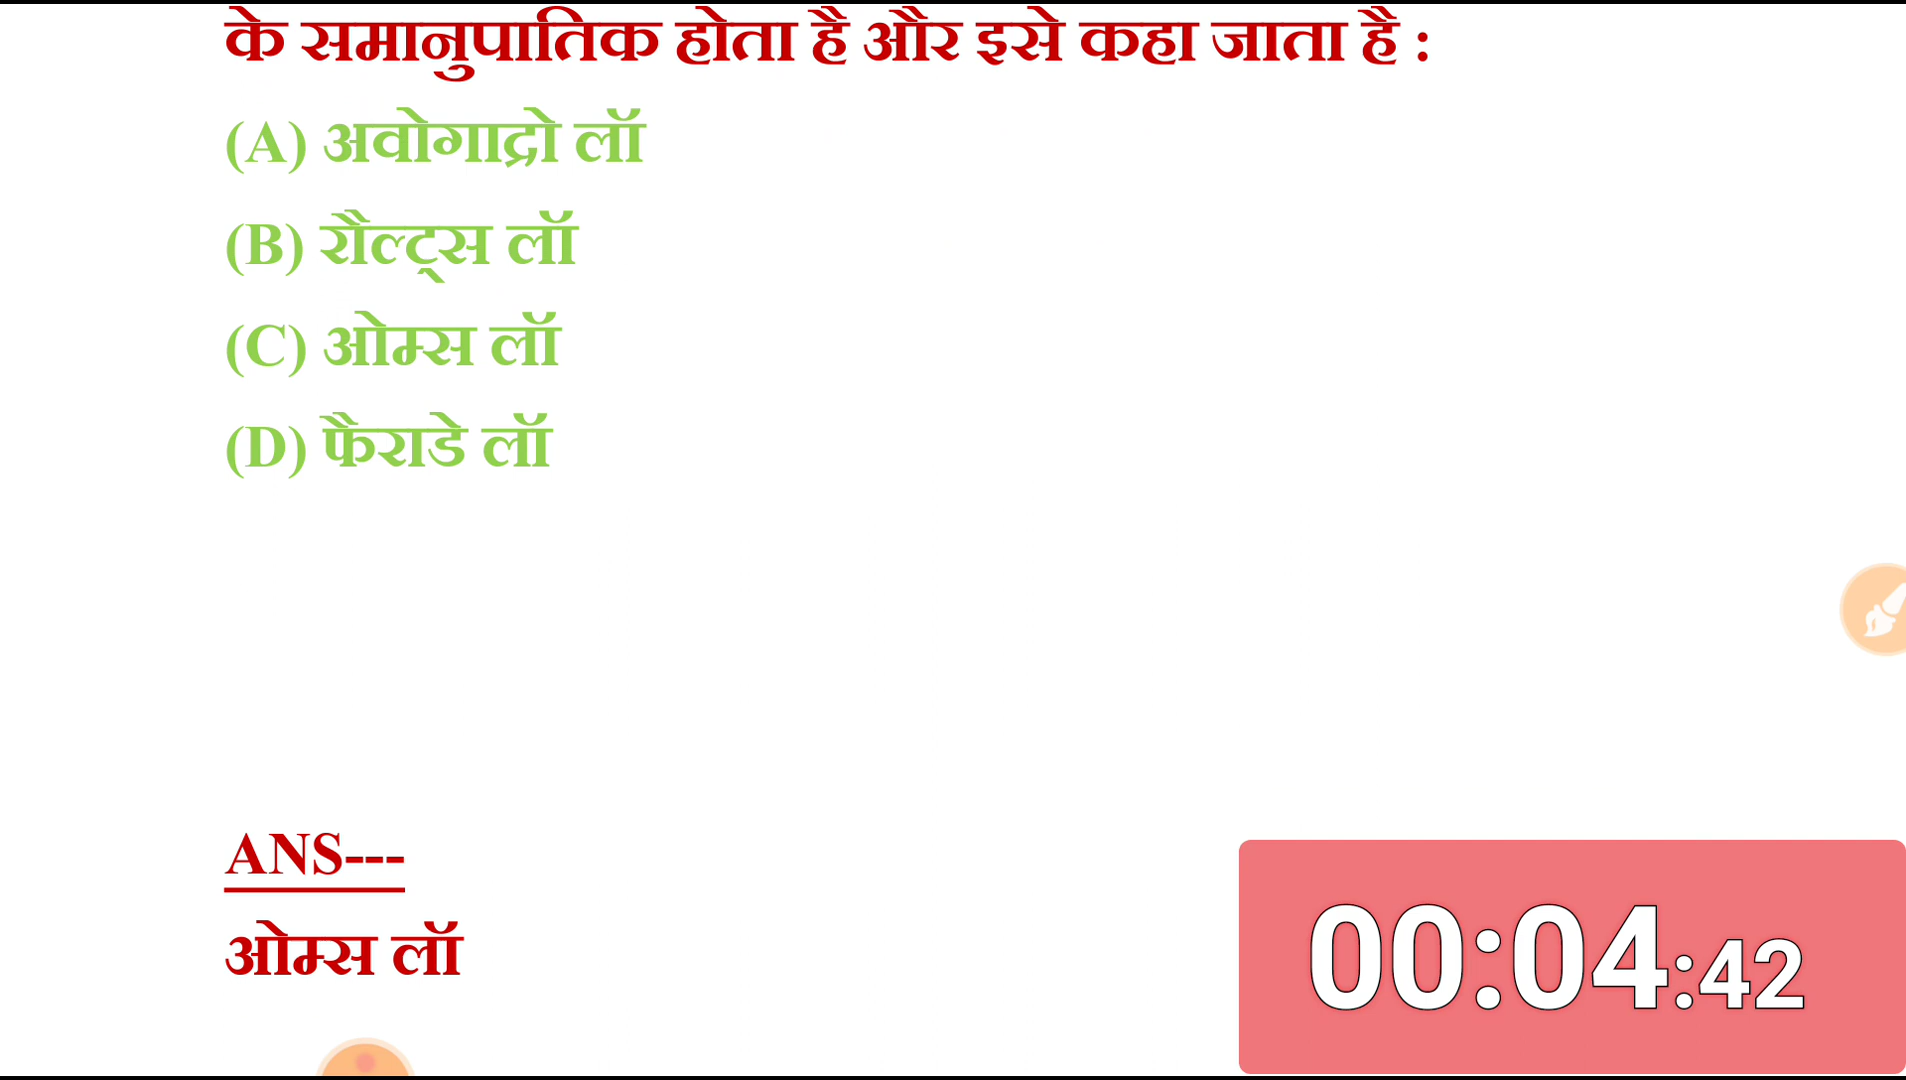 के समानुपातिक होता है और इसे कहा जाता है :
(A) अवोगाद्रो लॉ
(B) रौल्ट्स लॉ
(C) ओम्स लॉ
(D) फैराडे लॉ
ANS---
ओम्स लॉ
00:04:42